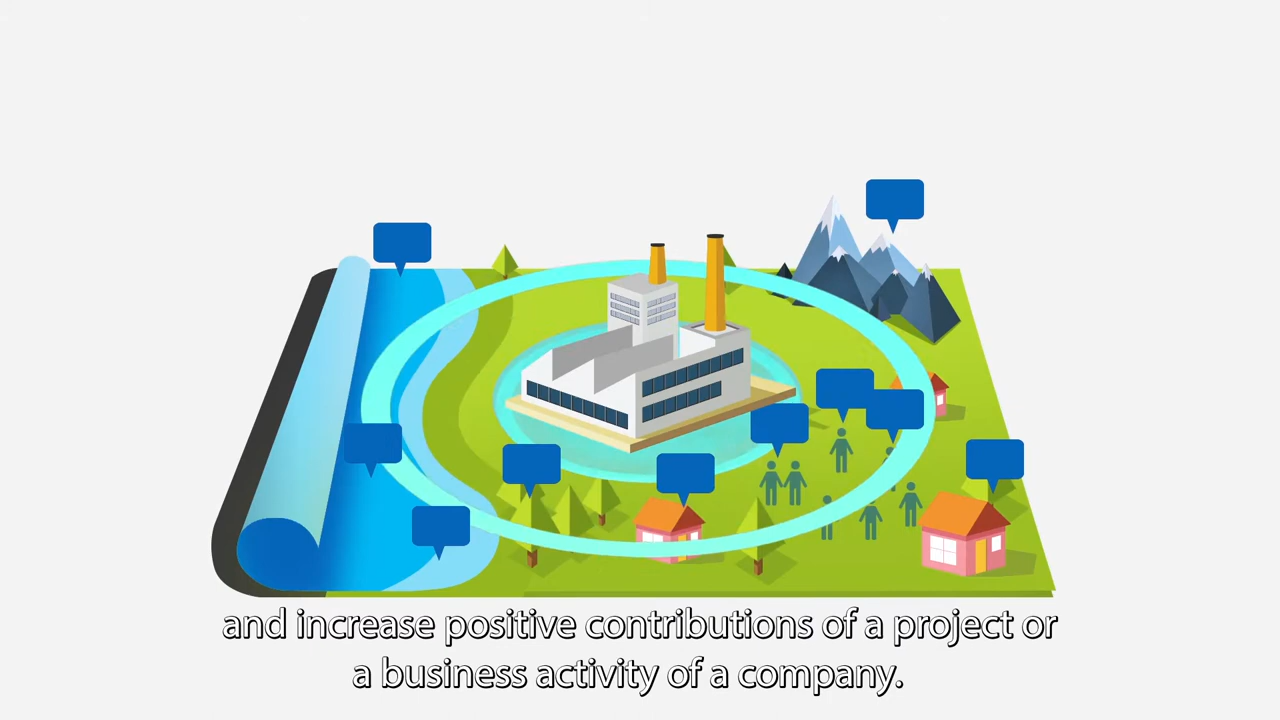 and increase positive contributions of a project or
a business activity of a company.